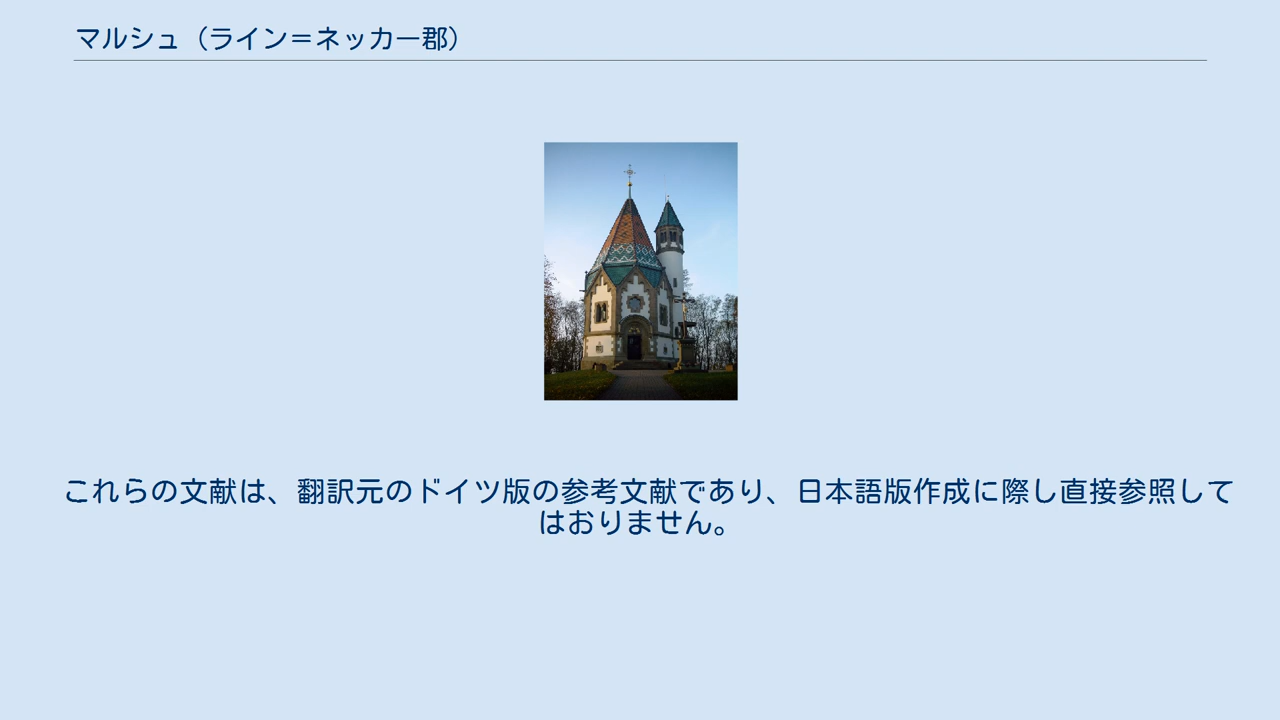 マルシュ（ライン＝ネッカー郡）
これらの文献は、翻訳元のドイツ版の参考文献であり、日本語版作成に際し直接参照して
はおりません。